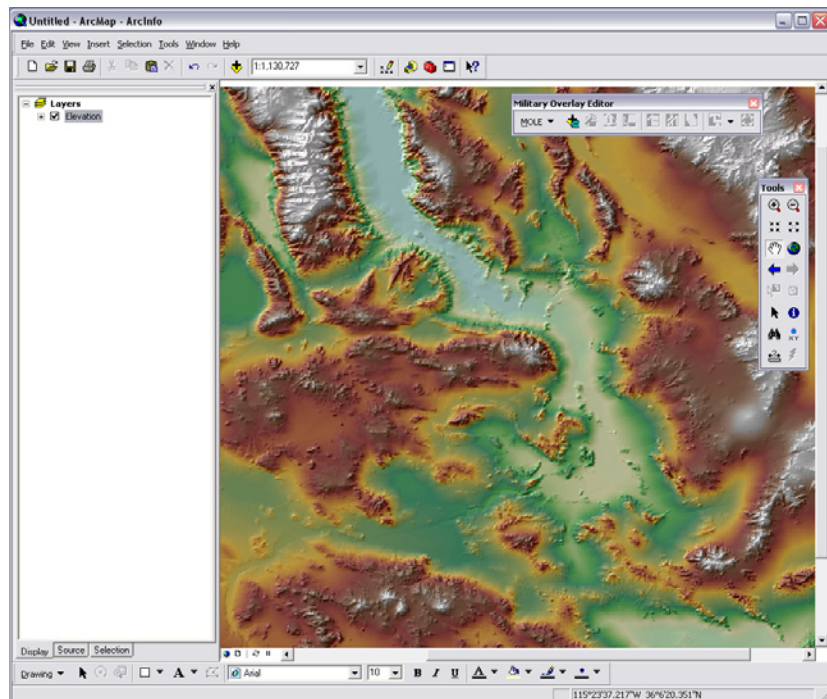 Untitled - ArcMap - ArcInfo
File Edit View Insert Selection Tools Window Help
1:1,130,727
Layers
Elevation
Military Overlay Editor
MOLE
Tools
XY
Display Source Selection
Drawing A Arial 10 B I U A
115°23'37.217"W 36°6'20.351"N